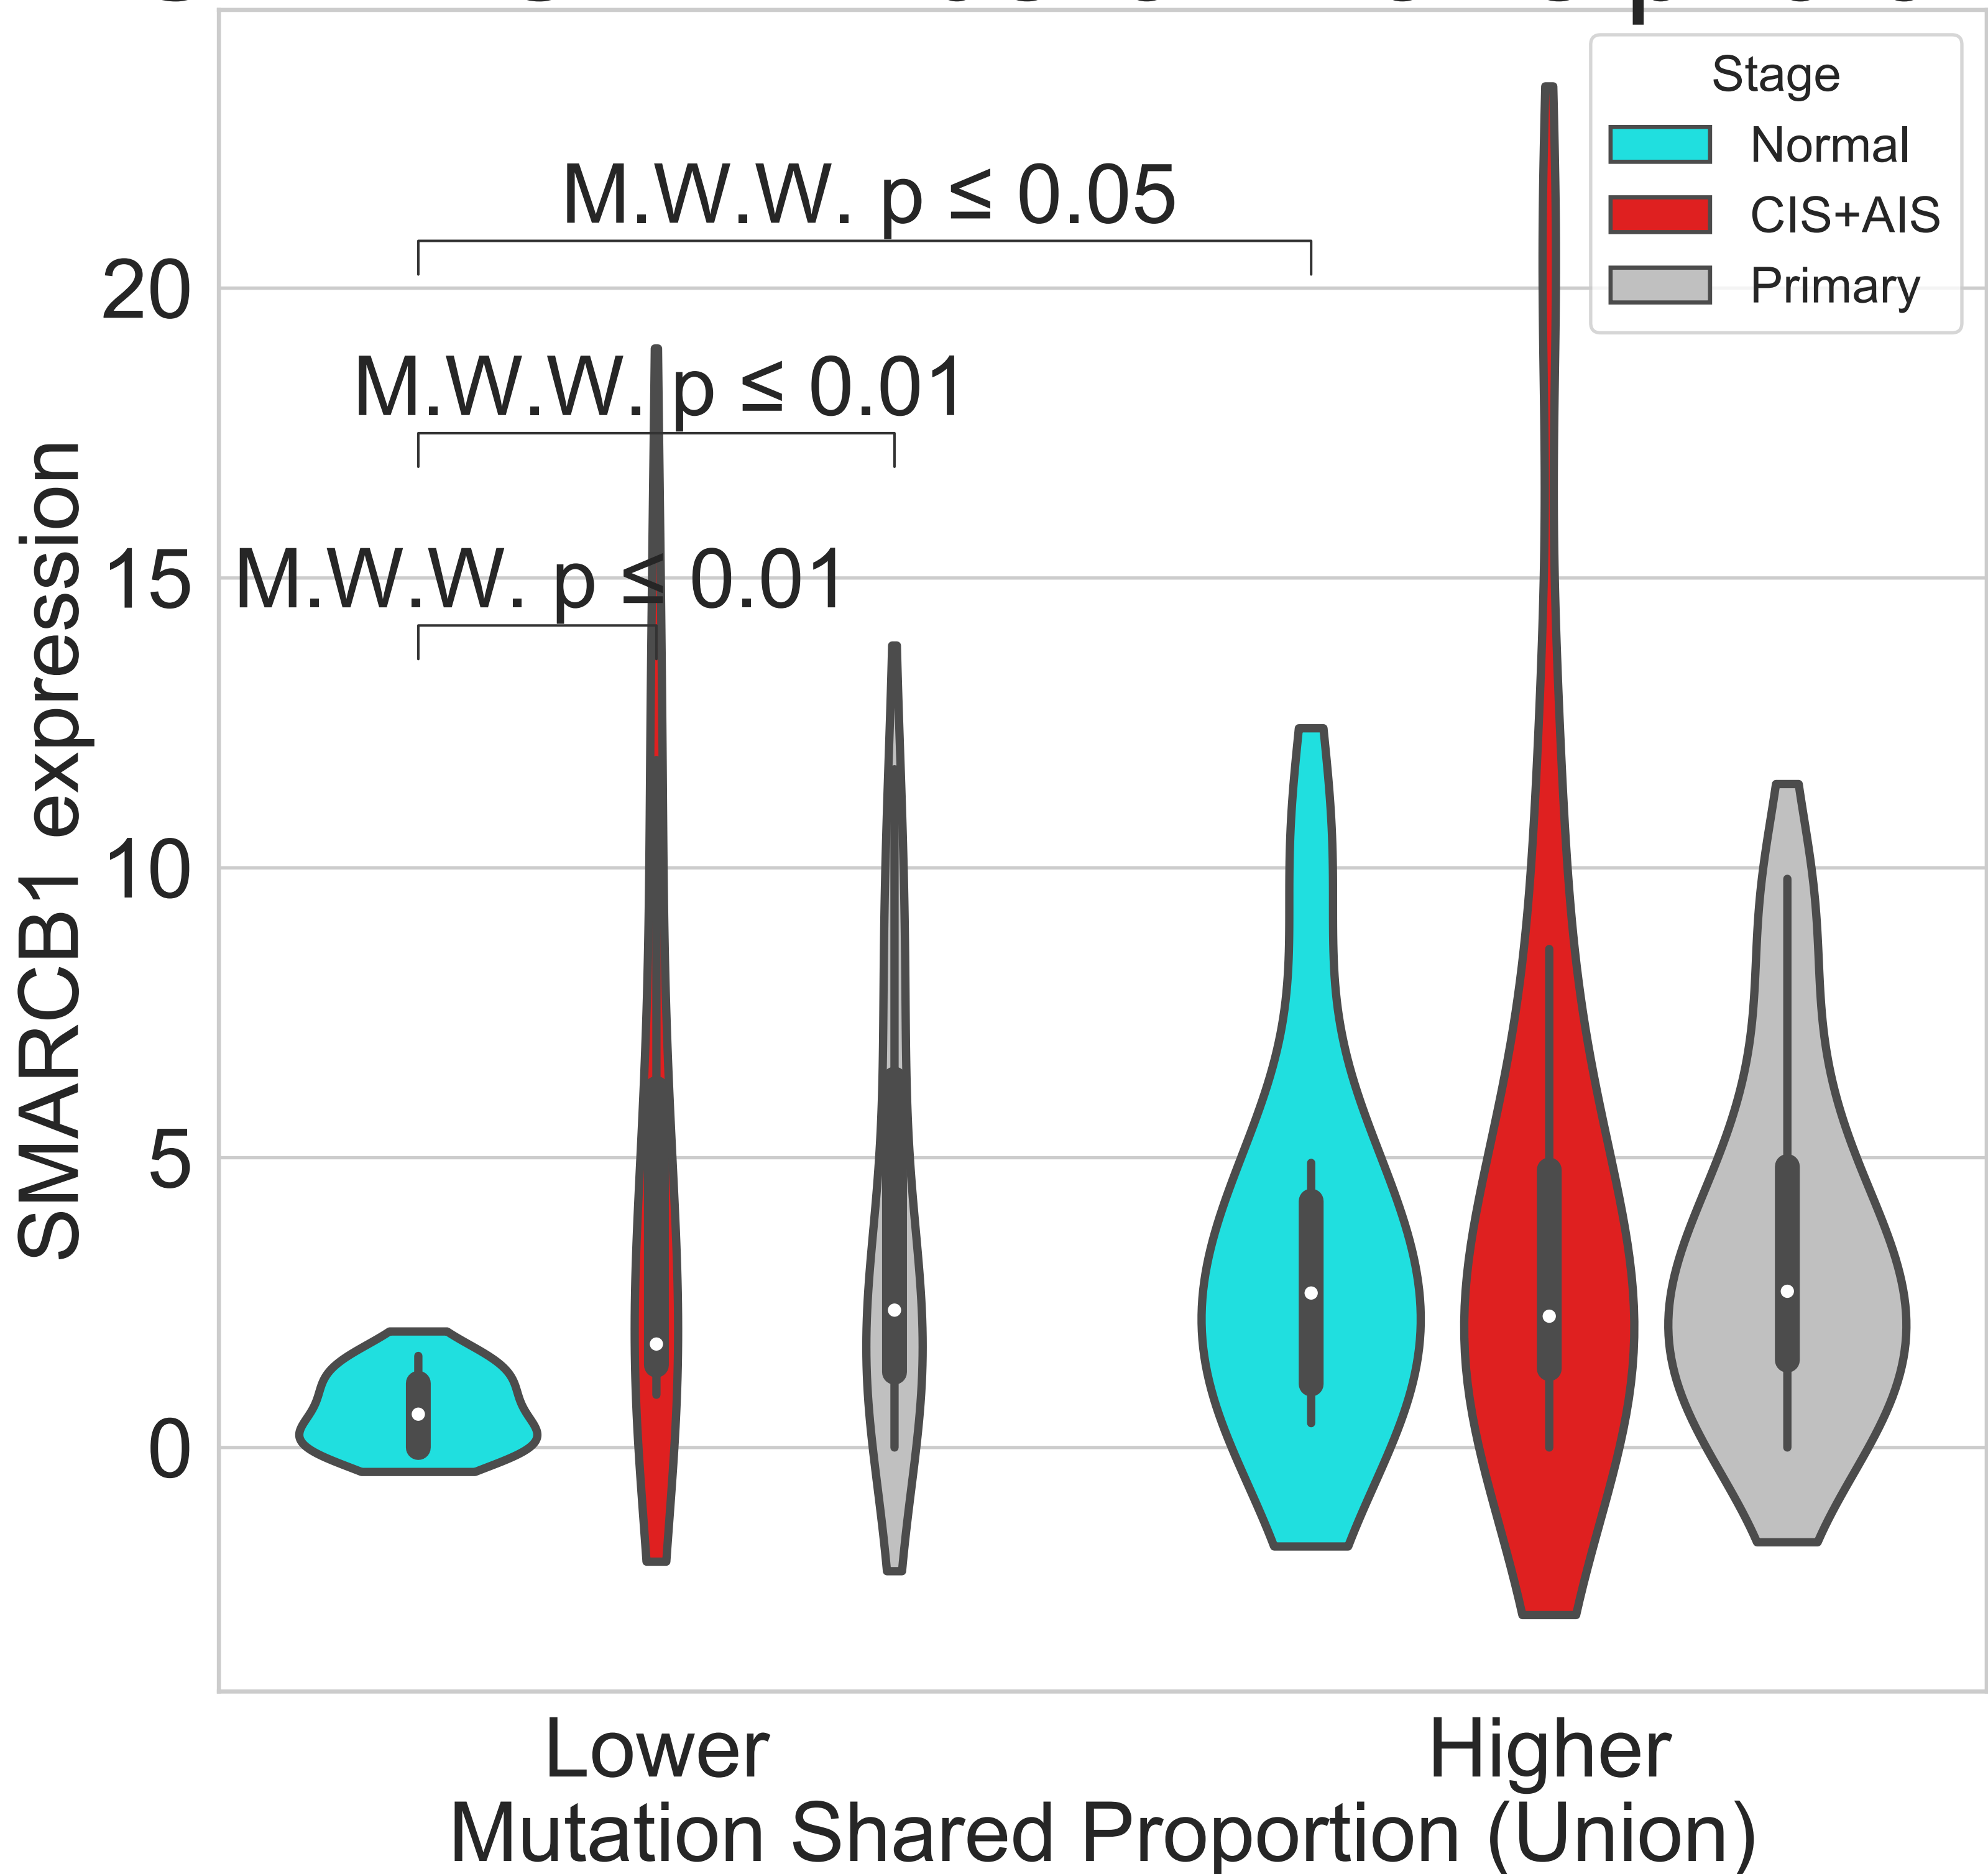 Stage
Normal
CIS+AIS
Primary
M.W.W. p ≤ 0.05
M.W.W. p ≤ 0.01
M.W.W. p ≤ 0.01
20
15
10
5
0
SMARCB1 expression
Lower
Higher
Mutation Shared Proportion (Union)